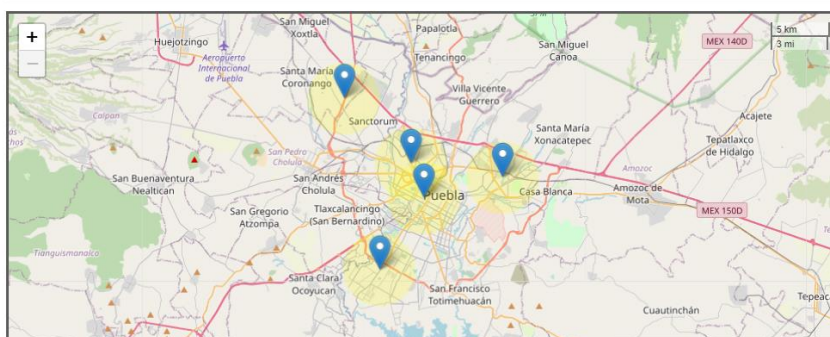 +
−
San Miguel
Xoxtla
Papalotla
SM
5 km
3 mi
Huejotzingo
Aeropuerto
Internacional
de Puebla
Tenancingo
San Miguel
Canoa
MEX 140D
Santa María
Coronango
Villa Vicente
Guerrero
Calpan
Sanctorum
Acajete
Santa María
Xonacatepec
Tepatlaxco
de Hidalgo
San Pedro
Cholula
Amozoc
San Buenaventura
Nealtican
San Andrés
Cholula
Puebla
Casa Blanca
Amozoc de
Mota
San Gregorio
Atzompa
Tlaxcalancingo
(San Bernardino)
MEX 150D
Tianguismanalco
Santa Clara
Ocoyucan
San Francisco
Totimehuacán
Cuautinchán
Tepeac